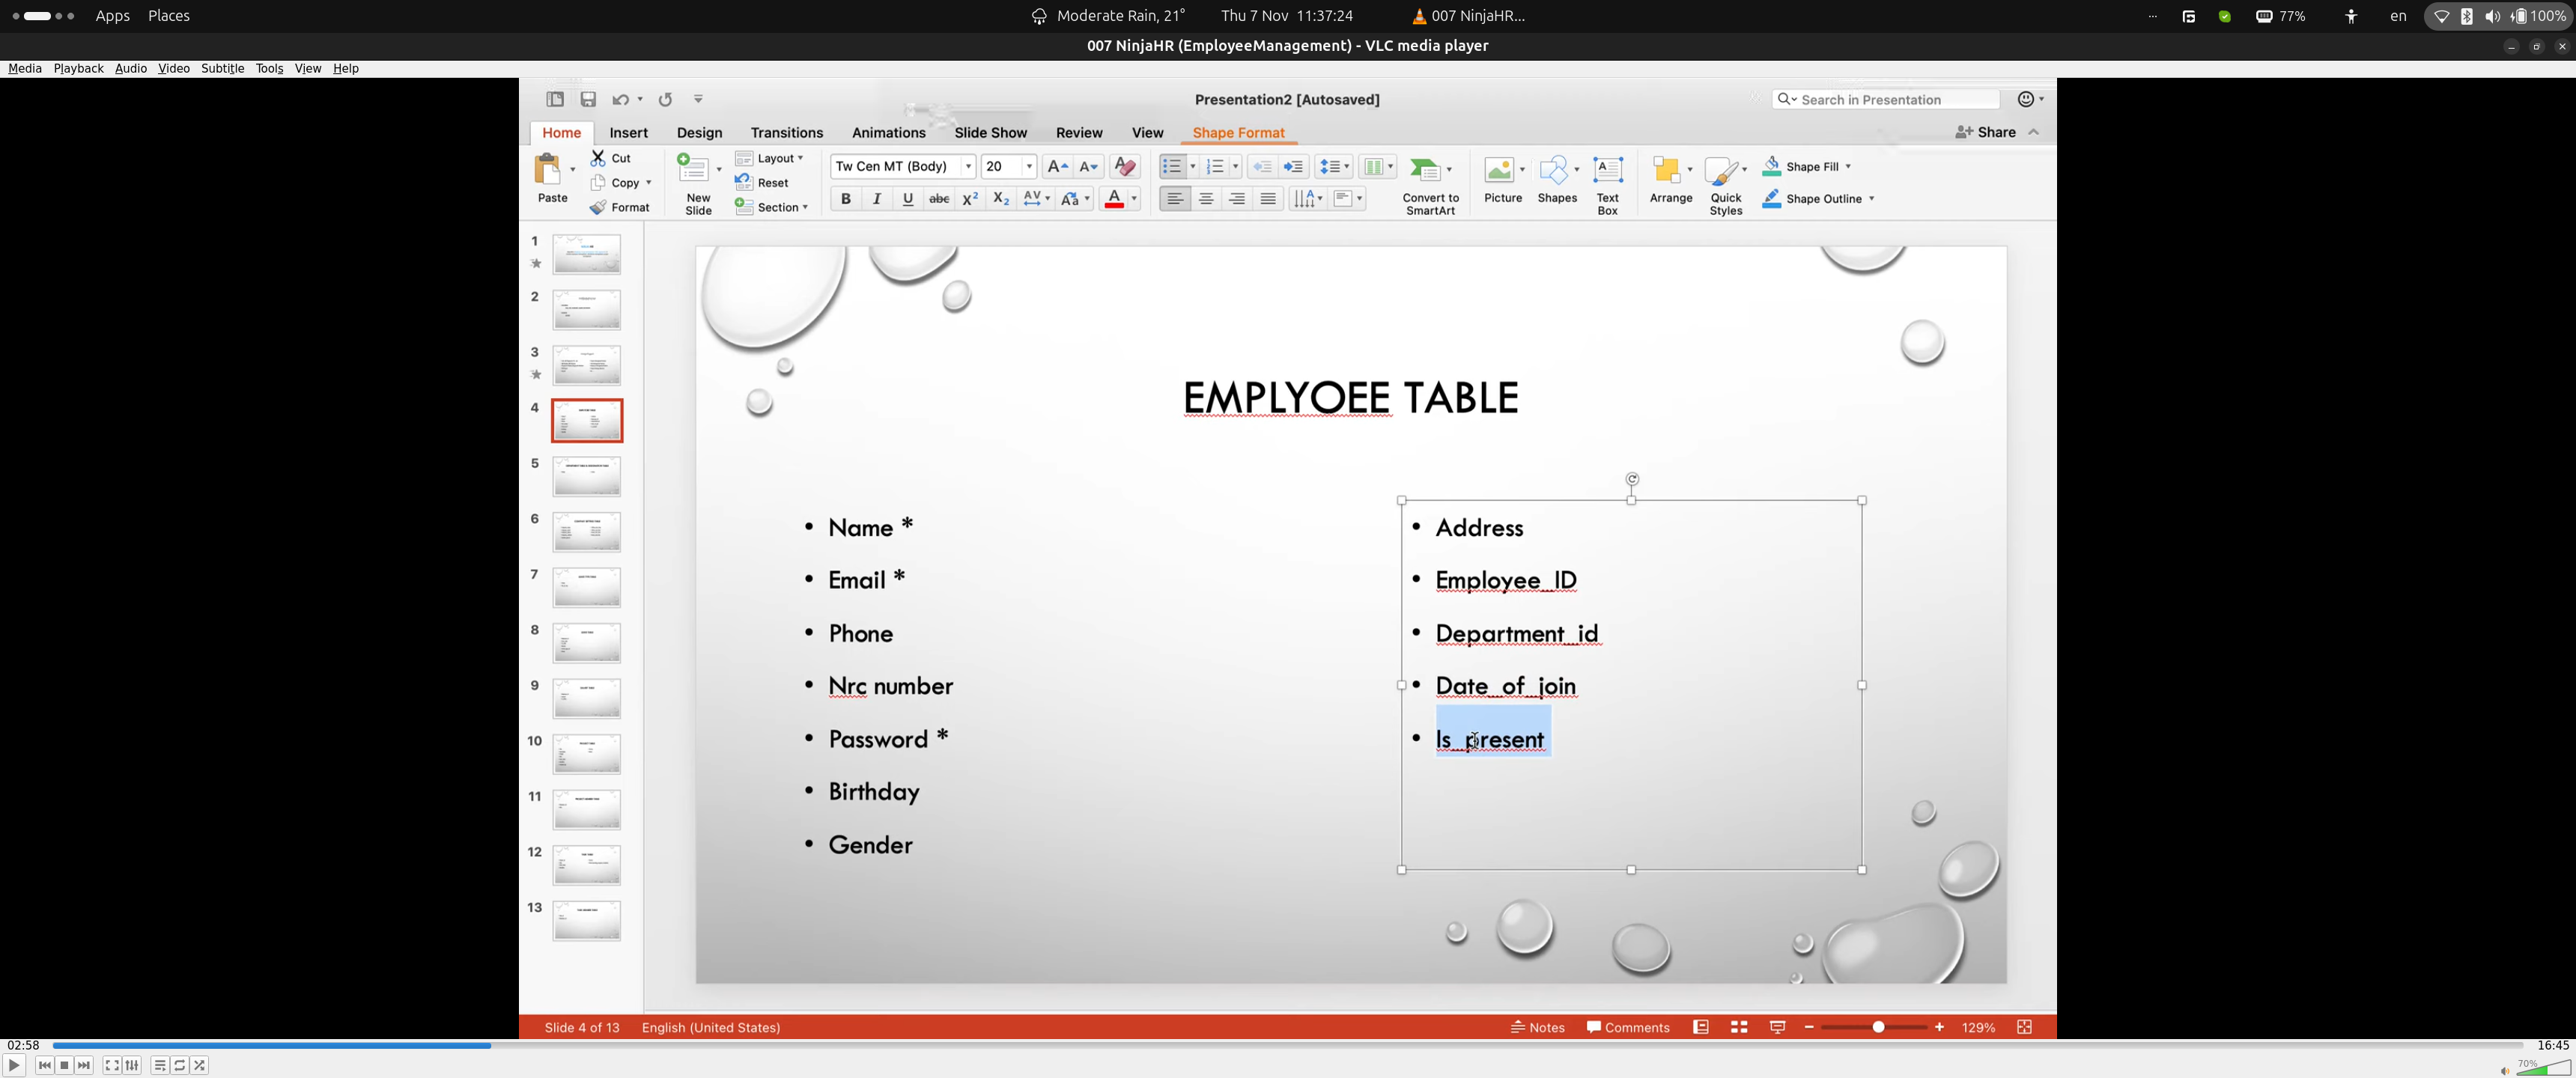 Apps Places Moderate Rain, 21° Thu 7 Nov 11:37:24 007 NinjaHR... 77% en 100%
007 NinjaHR (EmployeeManagement) - VLC media player
Media Playback Audio Video Subtitle Tools View Help
Presentation2 [Autosaved] Search in Presentation
Home Insert Design Transitions Animations Slide Show Review View Shape Format Share
Paste Cut Copy Format
New Slide Layout Reset Section
Tw Cen MT (Body) 20
B I U abc X² X₂ AV Aa A
Convert to SmartArt
Picture Shapes Text Box
Arrange Quick Styles Shape Fill Shape Outline
1
2
3
4
5
6
7
8
9
10
11
12
13
EMPLYOEE TABLE
• Name *
• Email *
• Phone
• Nrc number
• Password *
• Birthday
• Gender
• Address
• Employee_ID
• Department_id
• Date_of_join
• Is_present
Slide 4 of 13 English (United States) Notes Comments 129%
02:58 16:45
70%